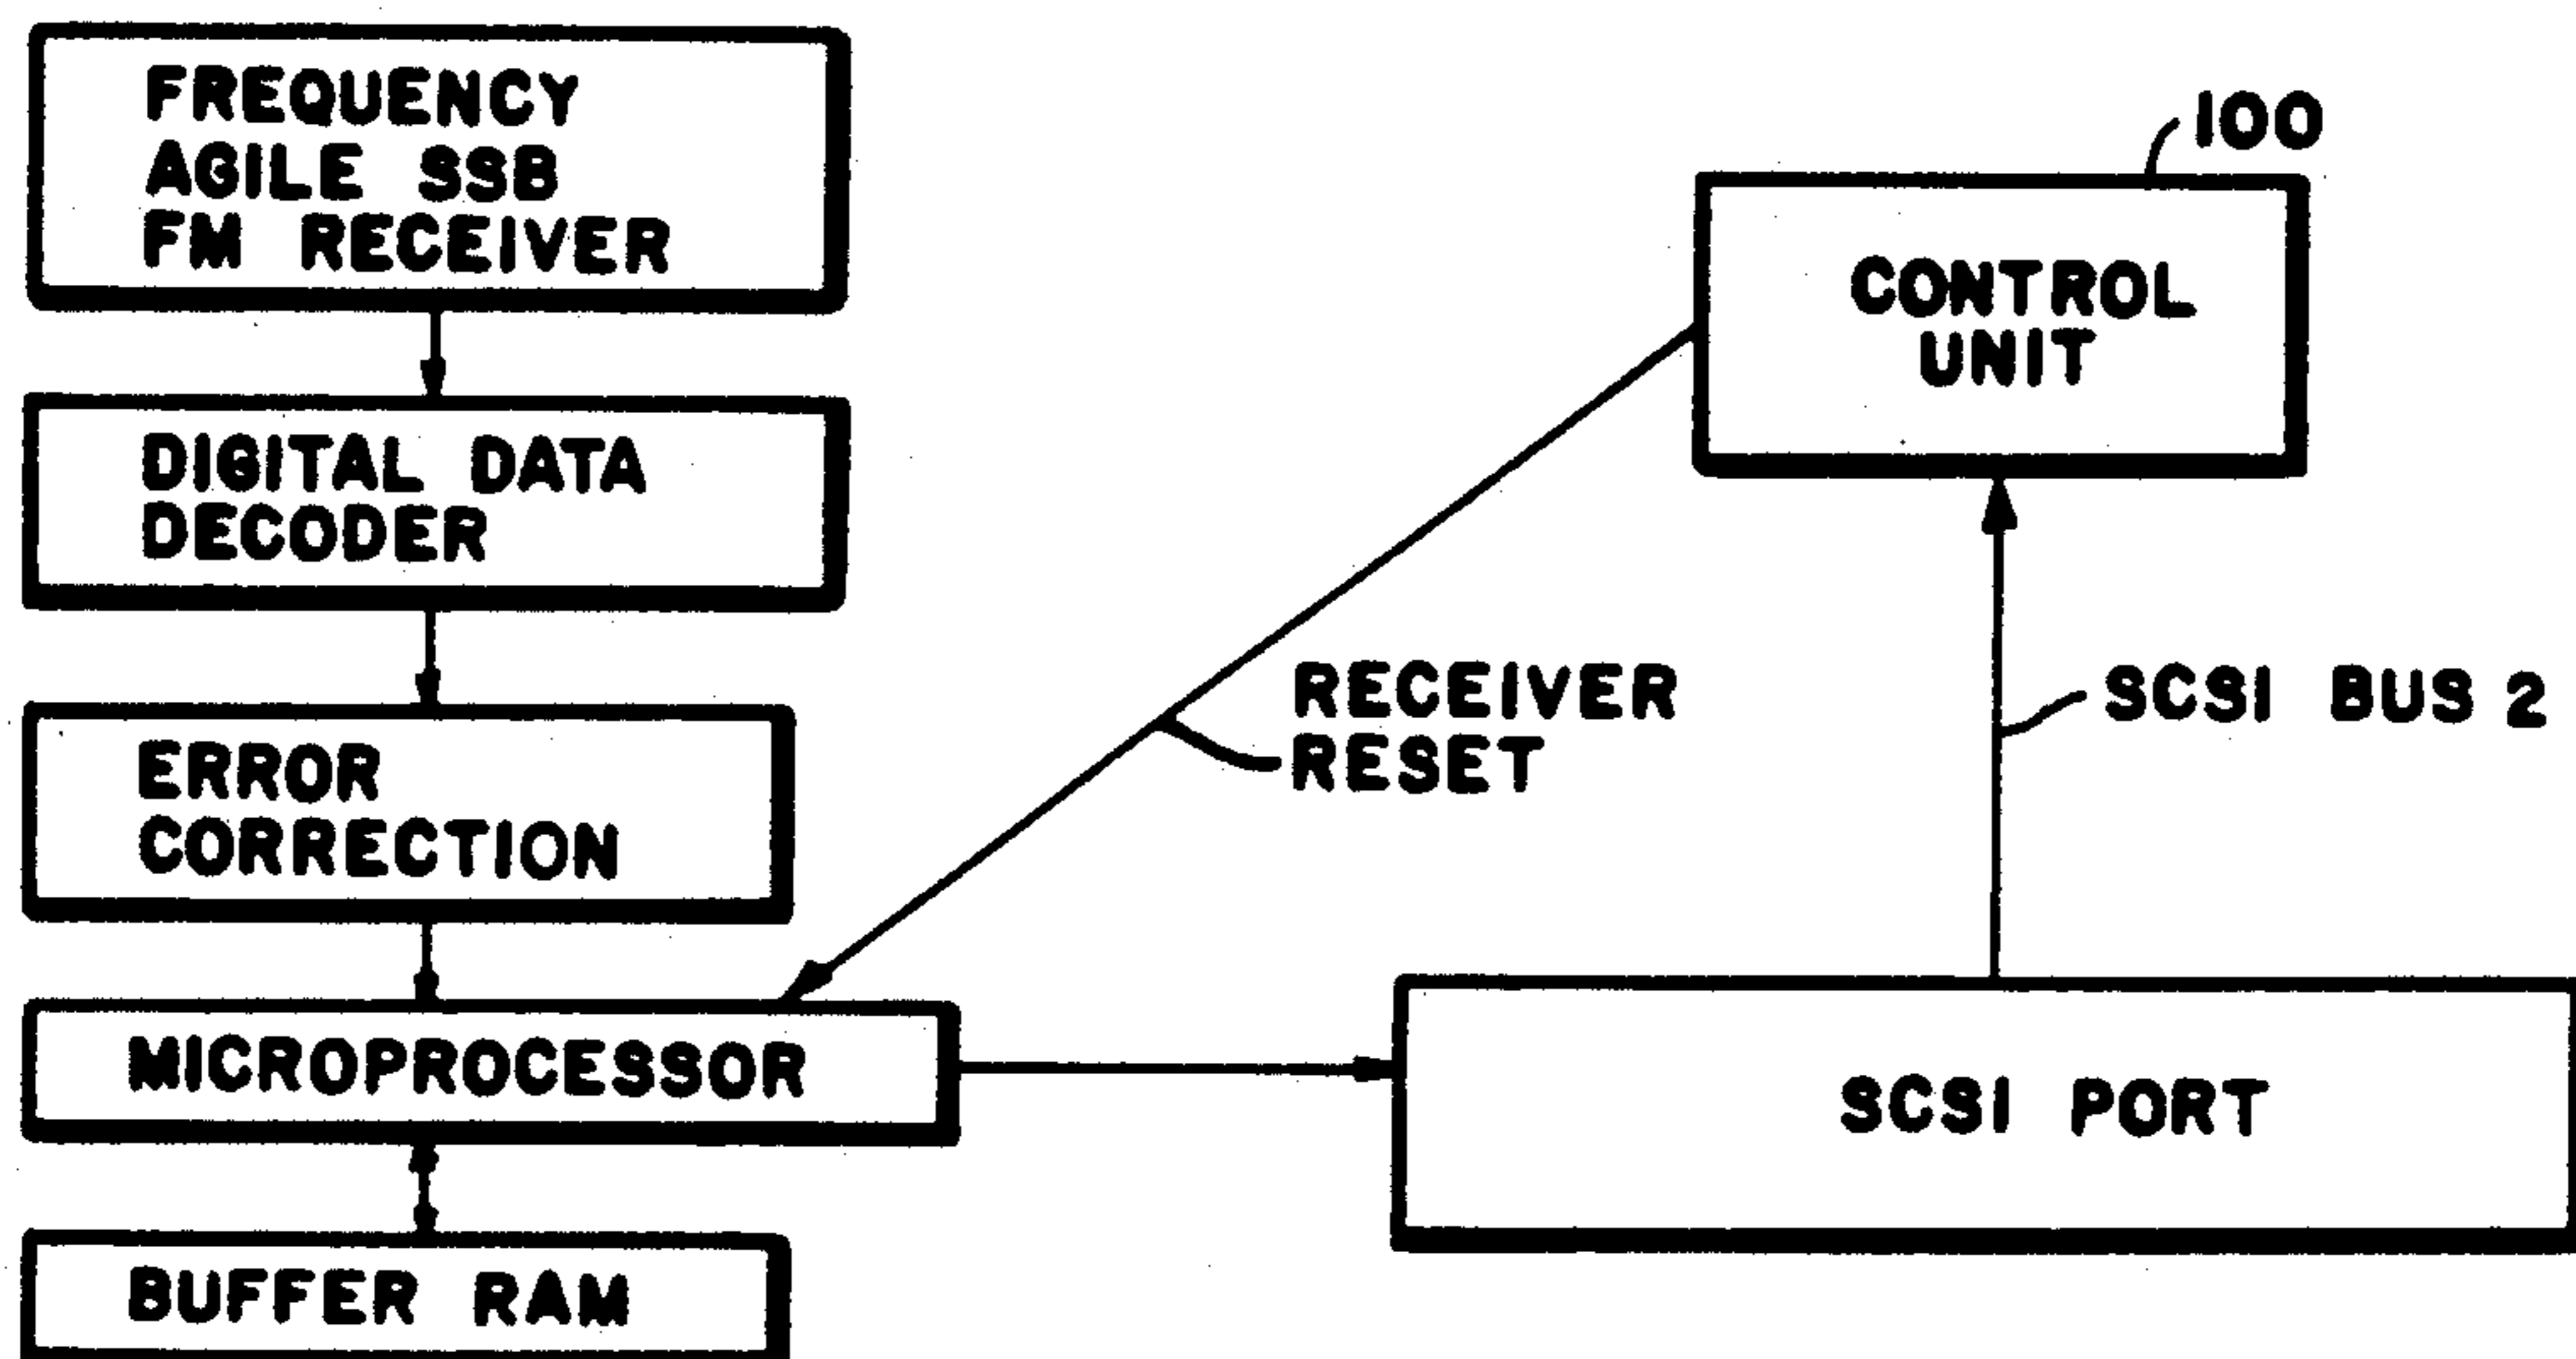 FREQUENCY
AGILE SSB
FM RECEIVER
DIGITAL DATA
DECODER
ERROR
CORRECTION
MICROPROCESSOR
BUFFER RAM
100
CONTROL
UNIT
RECEIVER
RESET
SCSI BUS 2
SCSI PORT